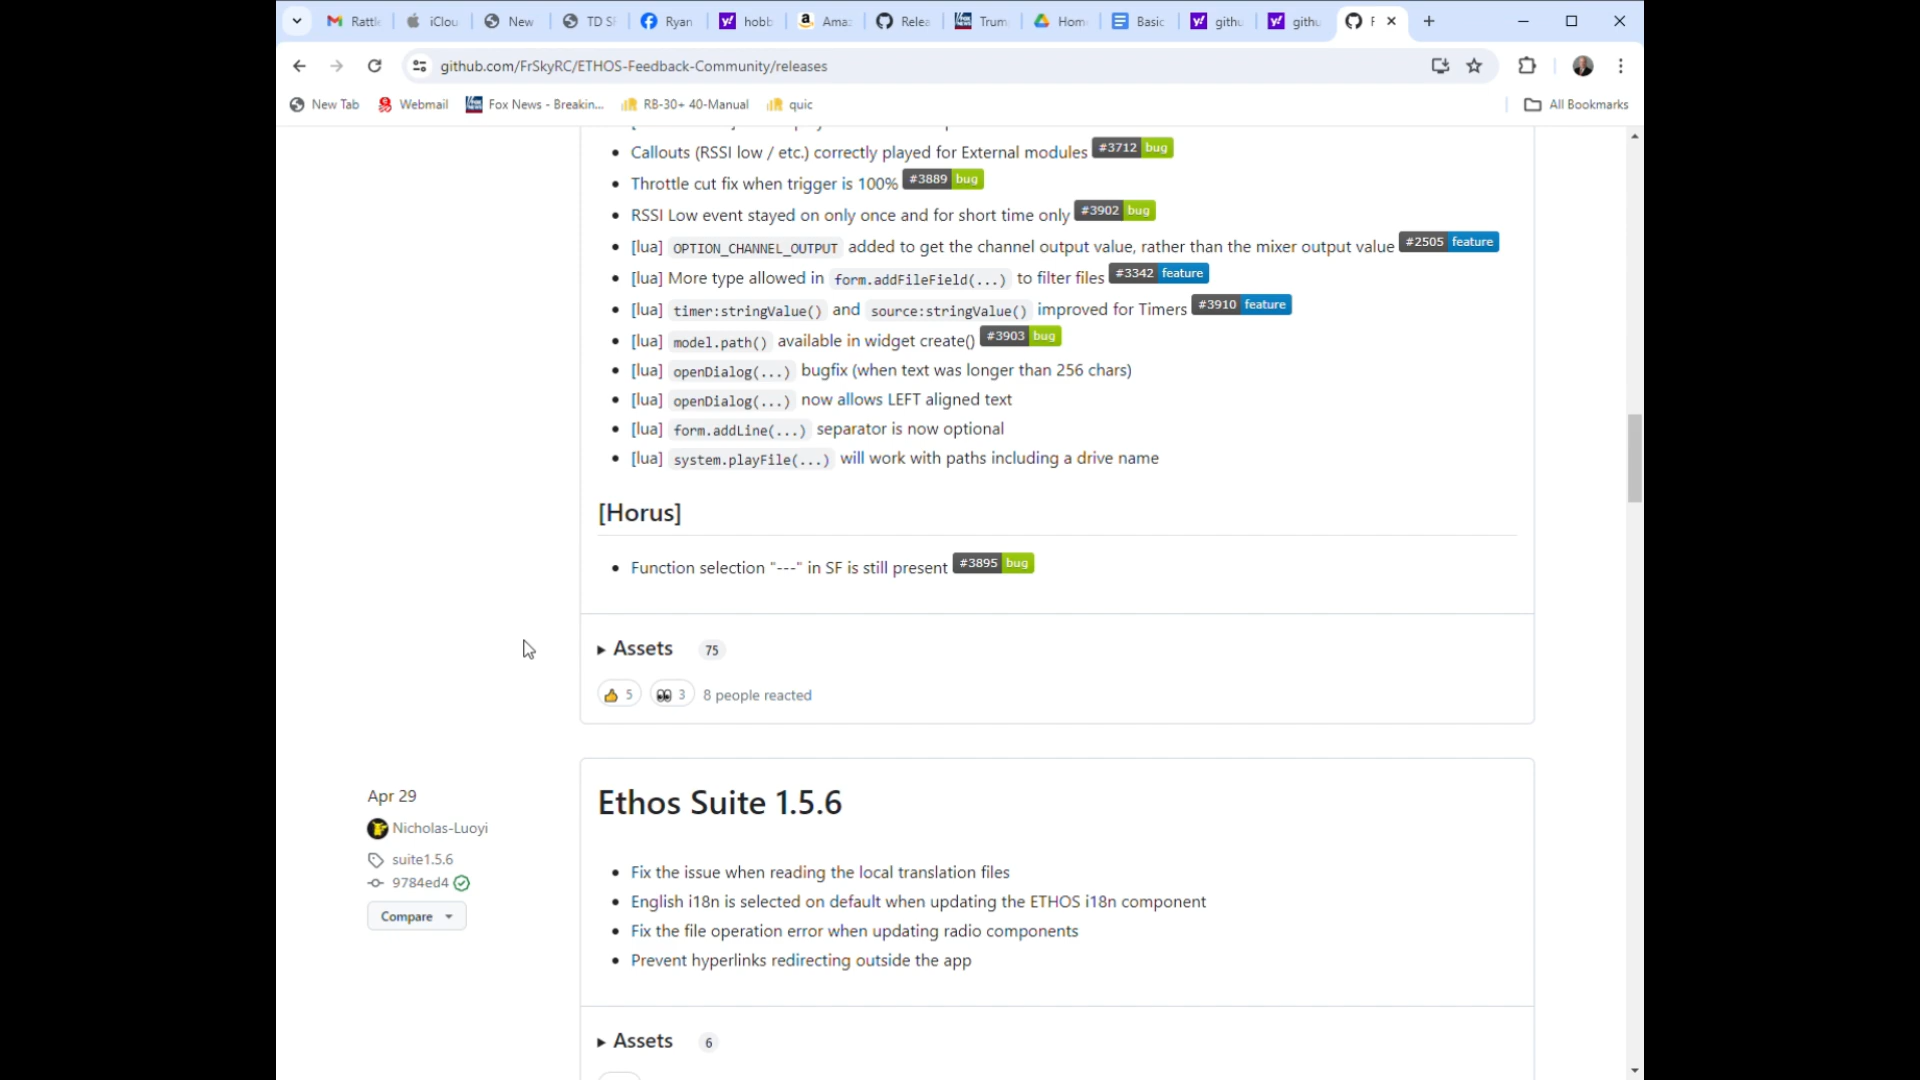 Rattl
iClou
New
TD S
Ryan
hobb
Ama
Relea
Trum
Hom
Basic
githu
githu
github.com/FrSkyRC/ETHOS-Feedback-Community/releases
New Tab
Webmail
Fox News - Breakin...
RB-30+ 40-Manual
quic
All Bookmarks
• Callouts (RSSI low / etc.) correctly played for External modules #3712 bug
• Throttle cut fix when trigger is 100% #3889 bug
• RSSI Low event stayed on only once and for short time only #3902 bug
• [lua] OPTION_CHANNEL_OUTPUT added to get the channel output value, rather than the mixer output value #2505 feature
• [lua] More type allowed in form.addFileField(...) to filter files #3342 feature
• [lua] timer:stringValue() and source:stringValue() improved for Timers #3910 feature
• [lua] model.path() available in widget create() #3903 bug
• [lua] openDialog(...) bugfix (when text was longer than 256 chars)
• [lua] openDialog(...) now allows LEFT aligned text
• [lua] form.addLine(...) separator is now optional
• [lua] system.playFile(...) will work with paths including a drive name
[Horus]
• Function selection "---" in SF is still present #3895 bug
Assets 75
5 3 8 people reacted
Apr 29
Nicholas-Luoyi
suite1.5.6
9784ed4
Compare
Ethos Suite 1.5.6
• Fix the issue when reading the local translation files
• English i18n is selected on default when updating the ETHOS i18n component
• Fix the file operation error when updating radio components
• Prevent hyperlinks redirecting outside the app
Assets 6